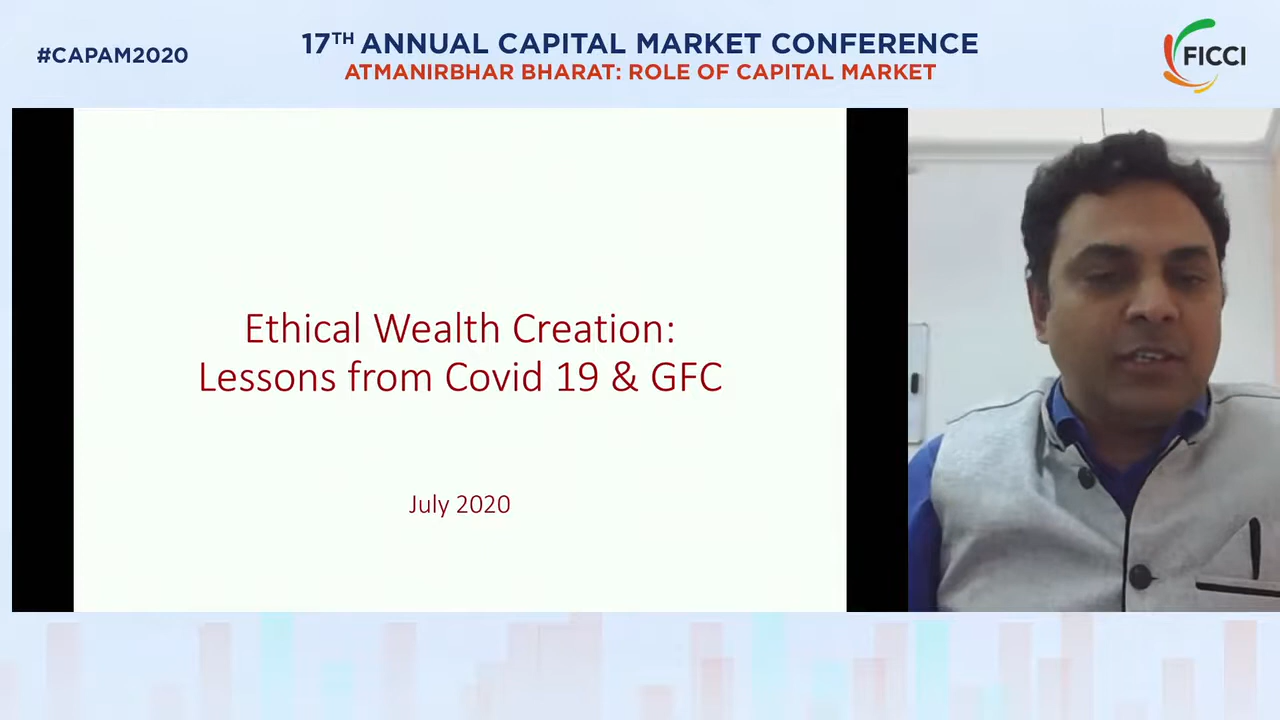 #CAPAM2020
17TH ANNUAL CAPITAL MARKET CONFERENCE
ATMANIRBHAR BHARAT: ROLE OF CAPITAL MARKET
FICCI
Ethical Wealth Creation:
Lessons from Covid 19 & GFC
July 2020